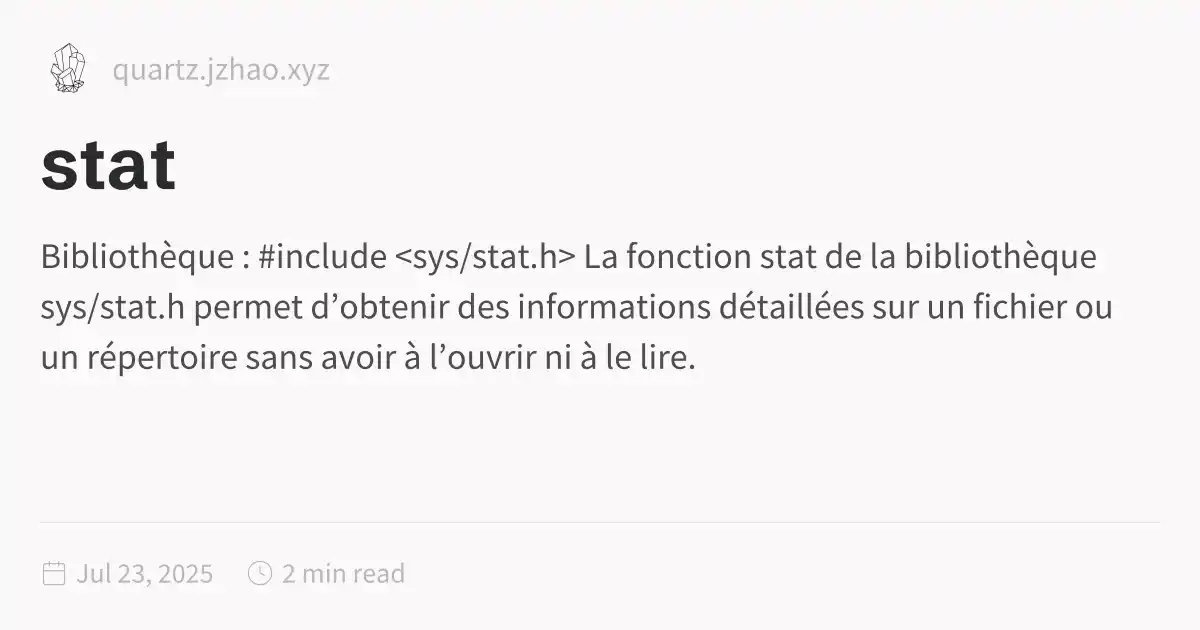 quartz.jzhao.xyz
stat
Bibliothèque : #include <sys/stat.h> La fonction stat de la bibliothèque
sys/stat.h permet d’obtenir des informations détaillées sur un fichier ou
un répertoire sans avoir à l’ouvrir ni à le lire.
Jul 23, 2025 2 min read